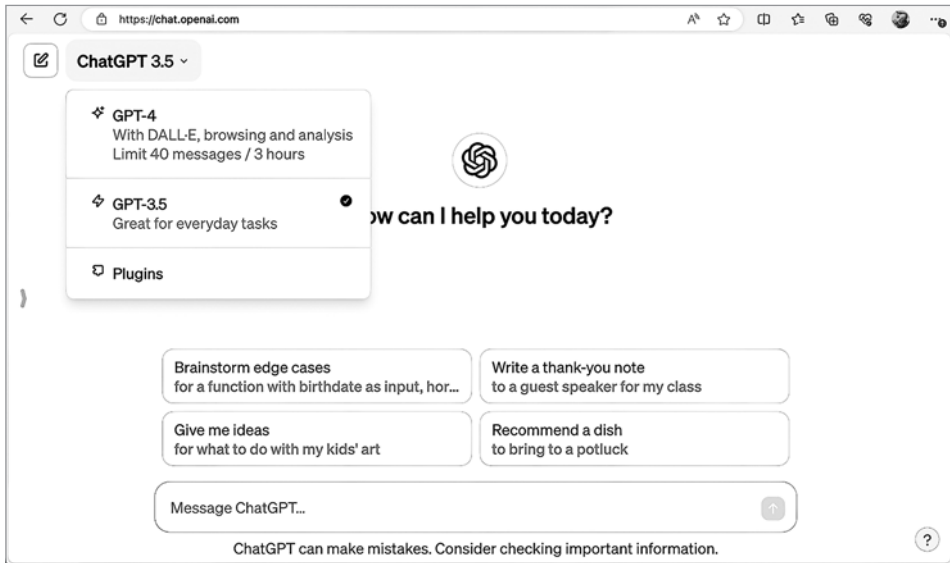 https://chat.openai.com
ChatGPT 3.5
GPT-4
With DALL·E, browsing and analysis
Limit 40 messages / 3 hours
GPT-3.5
Great for everyday tasks
Plugins
ow can I help you today?
Brainstorm edge cases
for a function with birthdate as input, hor...
Write a thank-you note
to a guest speaker for my class
Give me ideas
for what to do with my kids' art
Recommend a dish
to bring to a potluck
Message ChatGPT...
ChatGPT can make mistakes. Consider checking important information.
?